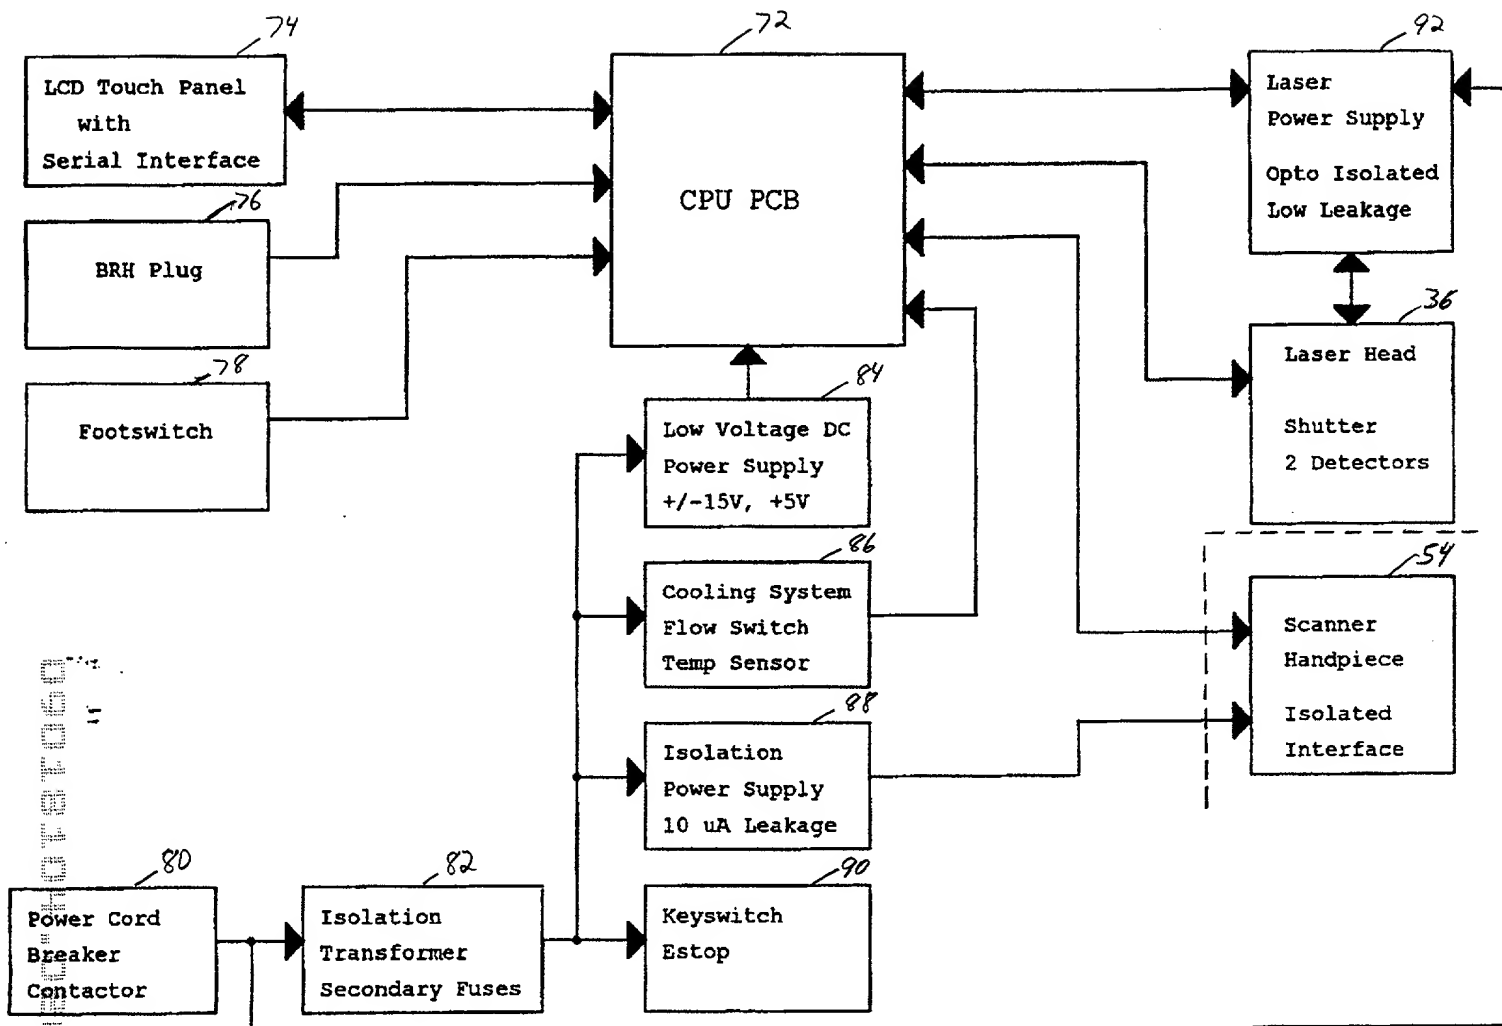 74
LCD Touch Panel
with
Serial Interface
76
BRH Plug
78
Footswitch
72
CPU PCB
92
Laser
Power Supply
Opto Isolated
Low Leakage
36
Laser Head
Shutter
2 Detectors
84
Low Voltage DC
Power Supply
+/-15V, +5V
86
Cooling System
Flow Switch
Temp Sensor
54
Scanner
Handpiece
Isolated
Interface
88
Isolation
Power Supply
10 uA Leakage
80
Power Cord
Breaker
Contactor
82
Isolation
Transformer
Secondary Fuses
90
Keyswitch
Estop